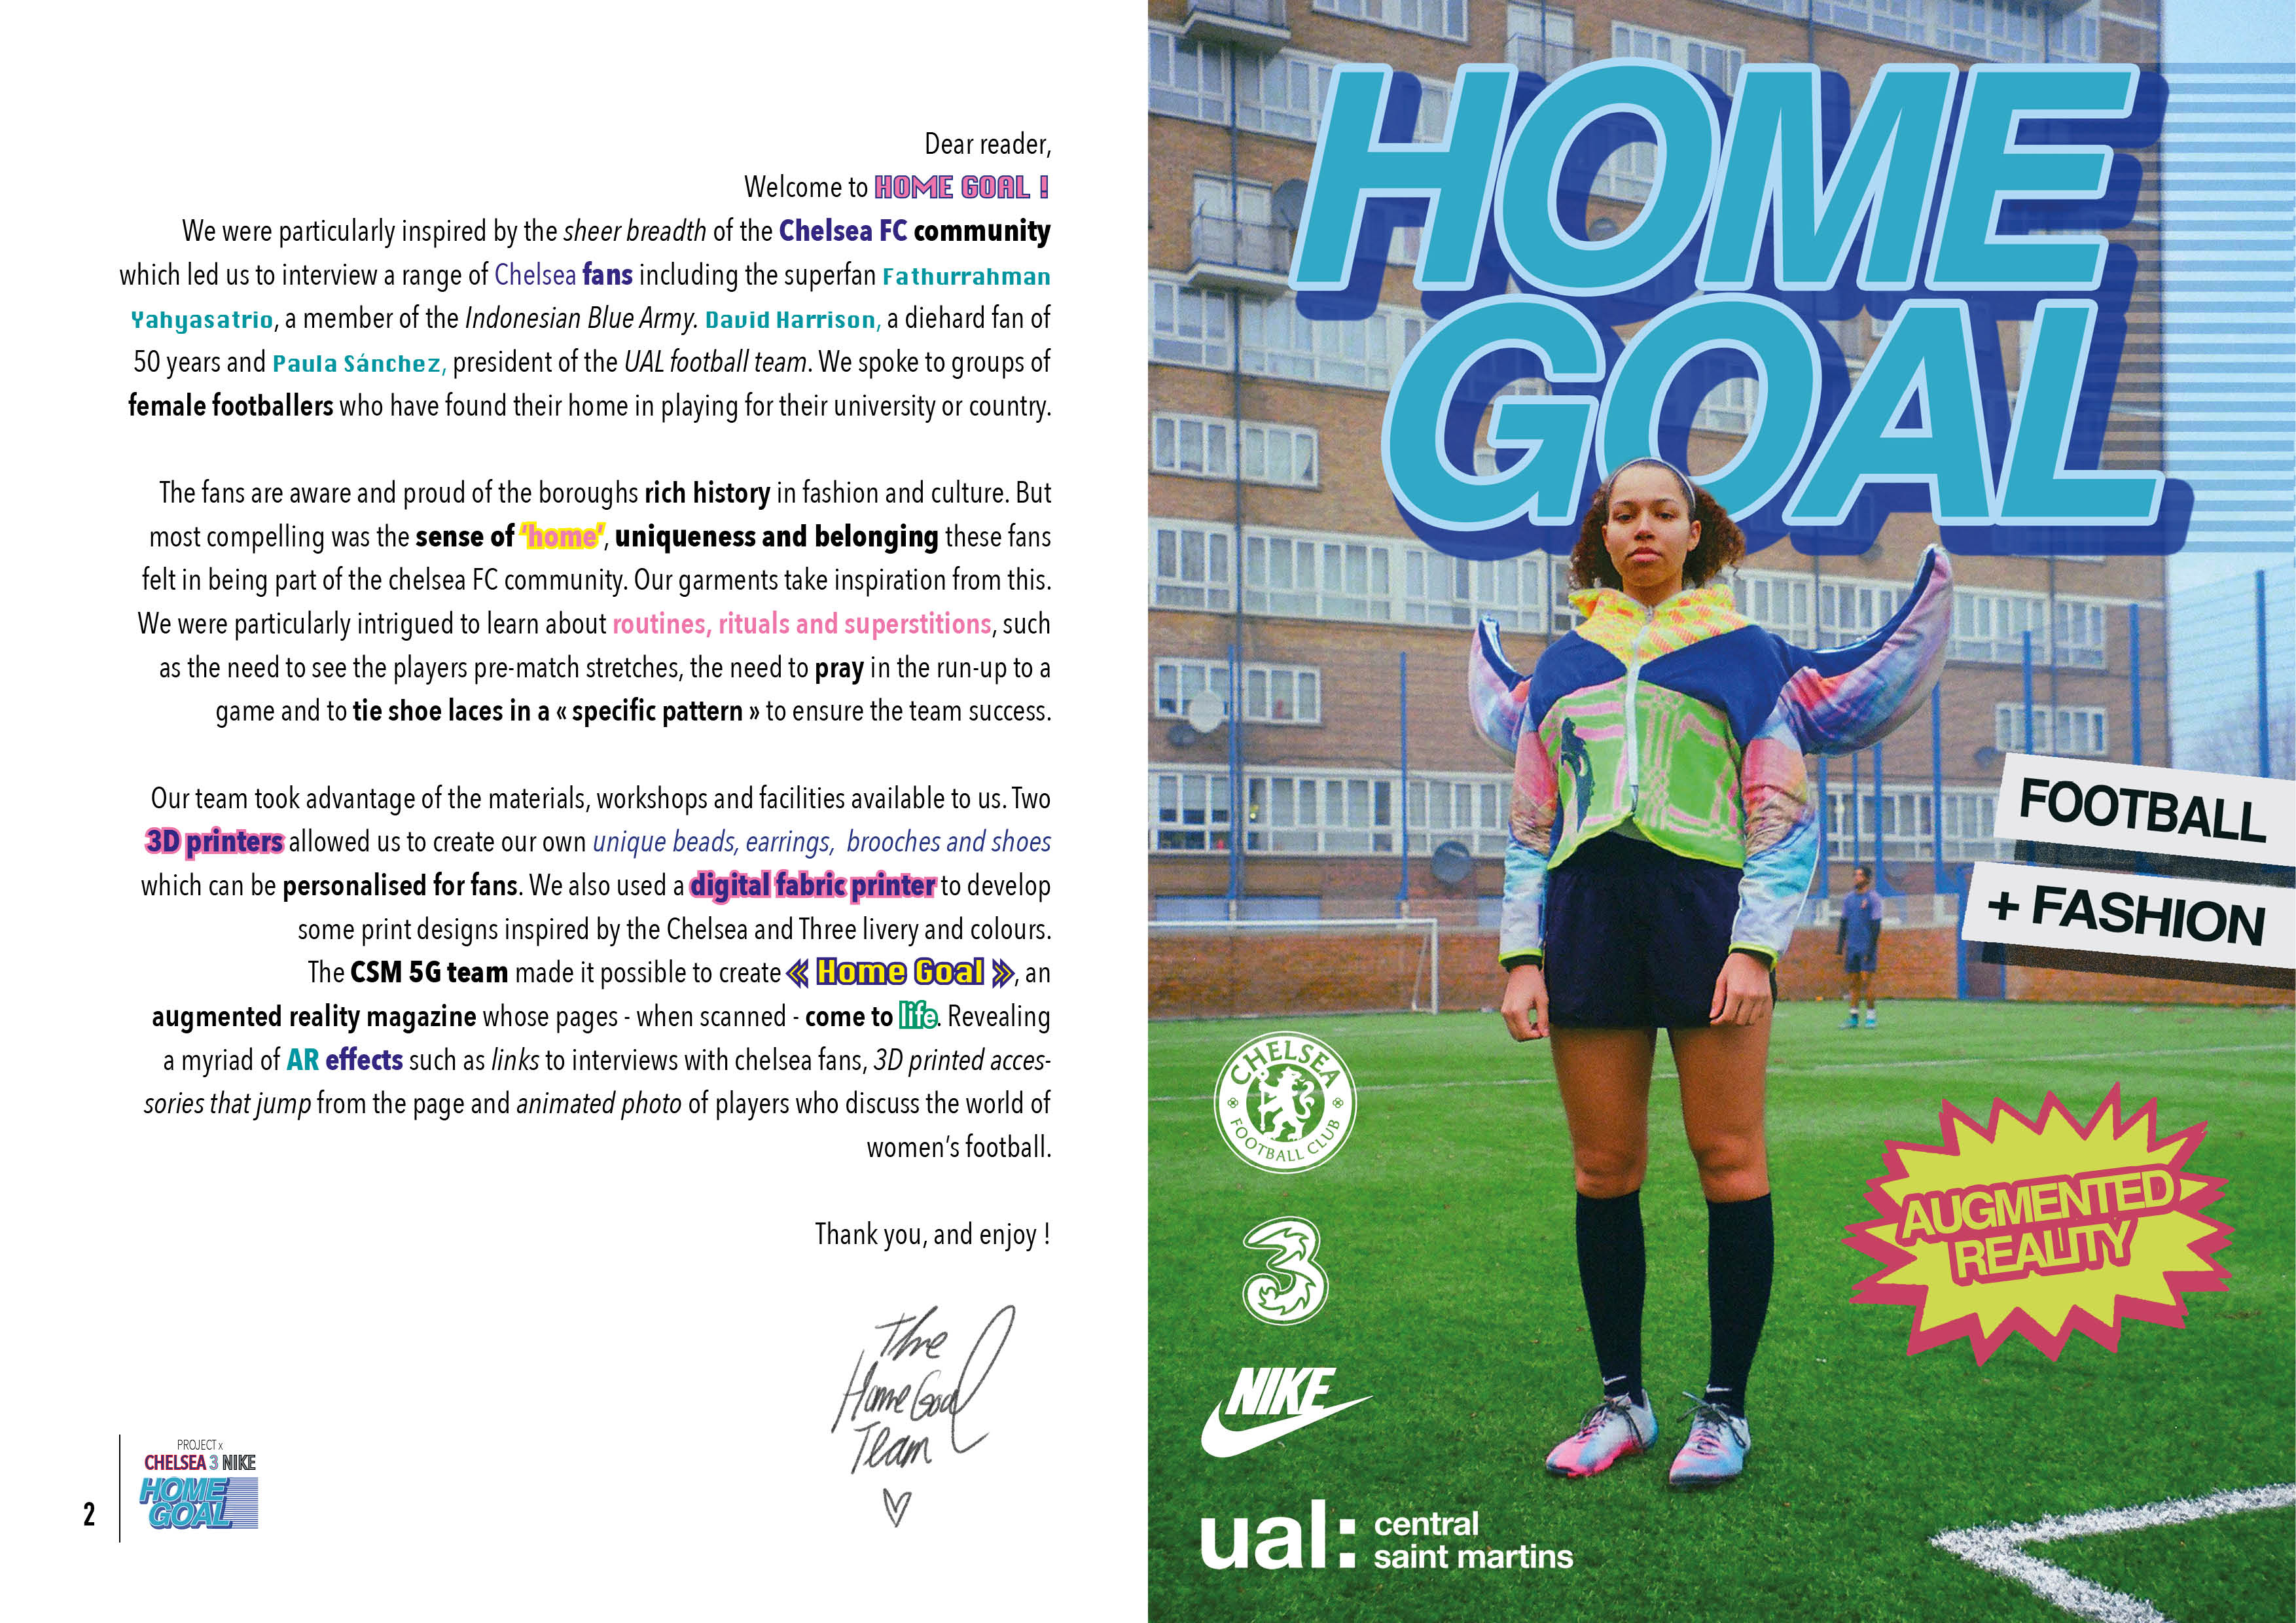 Dear reader,
Welcome to HOME GOAL !
We were particularly inspired by the sheer breadth of the Chelsea FC community
which led us to interview a range of Chelsea fans including the superfan Fathurrahman
Yahyasatrio, a member of the Indonesian Blue Army. David Harrison, a diehard fan of
50 years and Paula Sánchez, president of the UAL football team. We spoke to groups of
female footballers who have found their home in playing for their university or country.
The fans are aware and proud of the boroughs rich history in fashion and culture. But
most compelling was the sense of 'home', uniqueness and belonging these fans
felt in being part of the chelsea FC community. Our garments take inspiration from this.
We were particularly intrigued to learn about routines, rituals and superstitions, such
as the need to see the players pre-match stretches, the need to pray in the run-up to a
game and to tie shoe laces in a « specific pattern » to ensure the team success.
Our team took advantage of the materials, workshops and facilities available to us. Two
3D printers allowed us to create our own unique beads, earrings, brooches and shoes
which can be personalised for fans. We also used a digital fabric printer to develop
some print designs inspired by the Chelsea and Three livery and colours.
The CSM 5G team made it possible to create « Home Goal », an
augmented reality magazine whose pages - when scanned - come to life. Revealing
a myriad of AR effects such as links to interviews with chelsea fans, 3D printed acces-
sories that jump from the page and animated photo of players who discuss the world of
women's football.
Thank you, and enjoy !
The
Home Goal
Team
PROJECT x
CHELSEA 3 NIKE
HOME
GOAL
2
HOME
GOAL
FOOTBALL
+ FASHION
CHELSEA
FOOTBALL CLUB
3
NIKE
AUGMENTED
REALITY
ual: central
saint martins